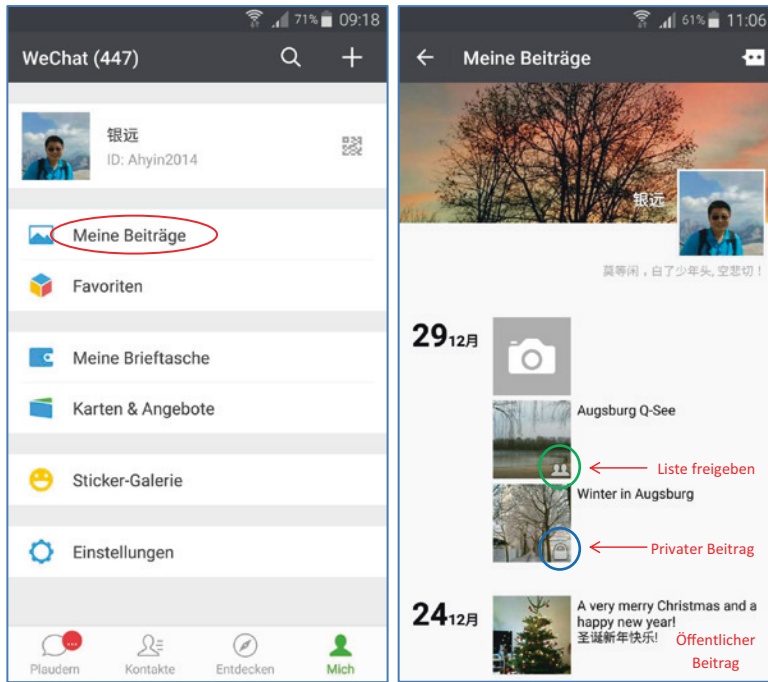 71% 09:18
WeChat (447)
银远
ID: Ahyin2014
Meine Beiträge
Favoriten
Meine Brieftasche
Karten & Angebote
Sticker-Galerie
Einstellungen
Plaudern
Kontakte
Entdecken
Mich
61% 11:06
Meine Beiträge
银远
莫等闲，白了少年头，空悲切！
29 12月
Augsburg Q-See
Liste freigeben
Winter in Augsburg
Privater Beitrag
24 12月
A very merry Christmas and a
happy new year!
圣诞新年快乐!
Öffentlicher
Beitrag